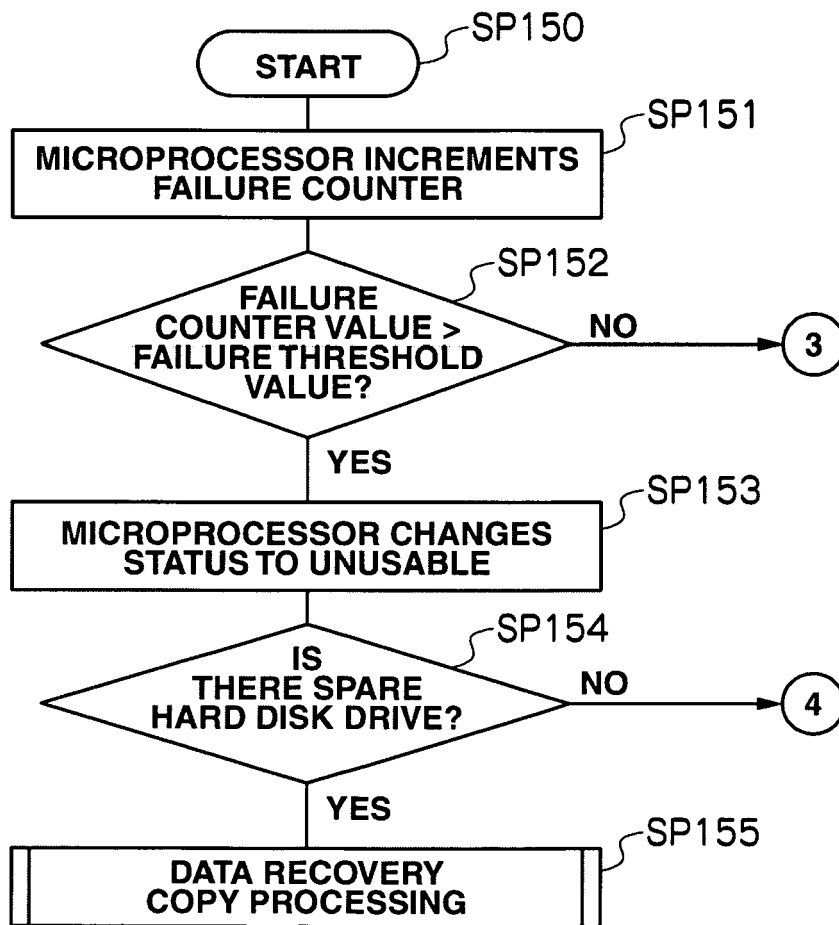 SP150
START
SP151
MICROPROCESSOR INCREMENTS
FAILURE COUNTER
SP152
FAILURE
COUNTER VALUE >
FAILURE THRESHOLD
VALUE?
NO
3
YES
SP153
MICROPROCESSOR CHANGES
STATUS TO UNUSABLE
SP154
IS
THERE SPARE
HARD DISK DRIVE?
NO
4
YES
SP155
DATA RECOVERY
COPY PROCESSING